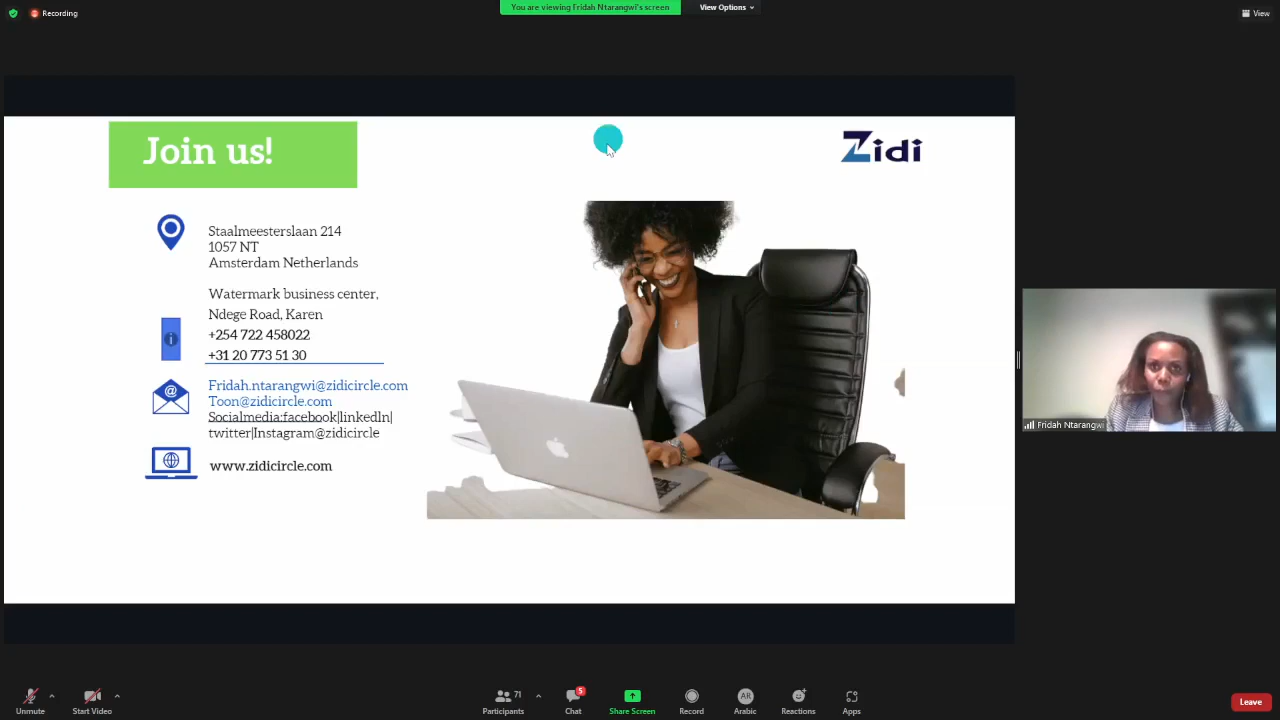 Recording
You are viewing Fridah Ntarangwi's screen
View Options
View
Join us!
Zidi
Staalmeesterslaan 214
1057 NT
Amsterdam Netherlands
Watermark business center,
Ndege Road, Karen
+254 722 458022
+31 20 773 51 30
Fridah.ntarangwi@zidicircle.com
Toon@zidicircle.com
Socialmedia:facebook|linkedln|
twitter|Instagram@zidicircle
www.zidicircle.com
Fridah Ntarangwi
Unmute
Start Video
71
Participants
5
Chat
Share Screen
Record
AR
Arabic
Reactions
Apps
Leave